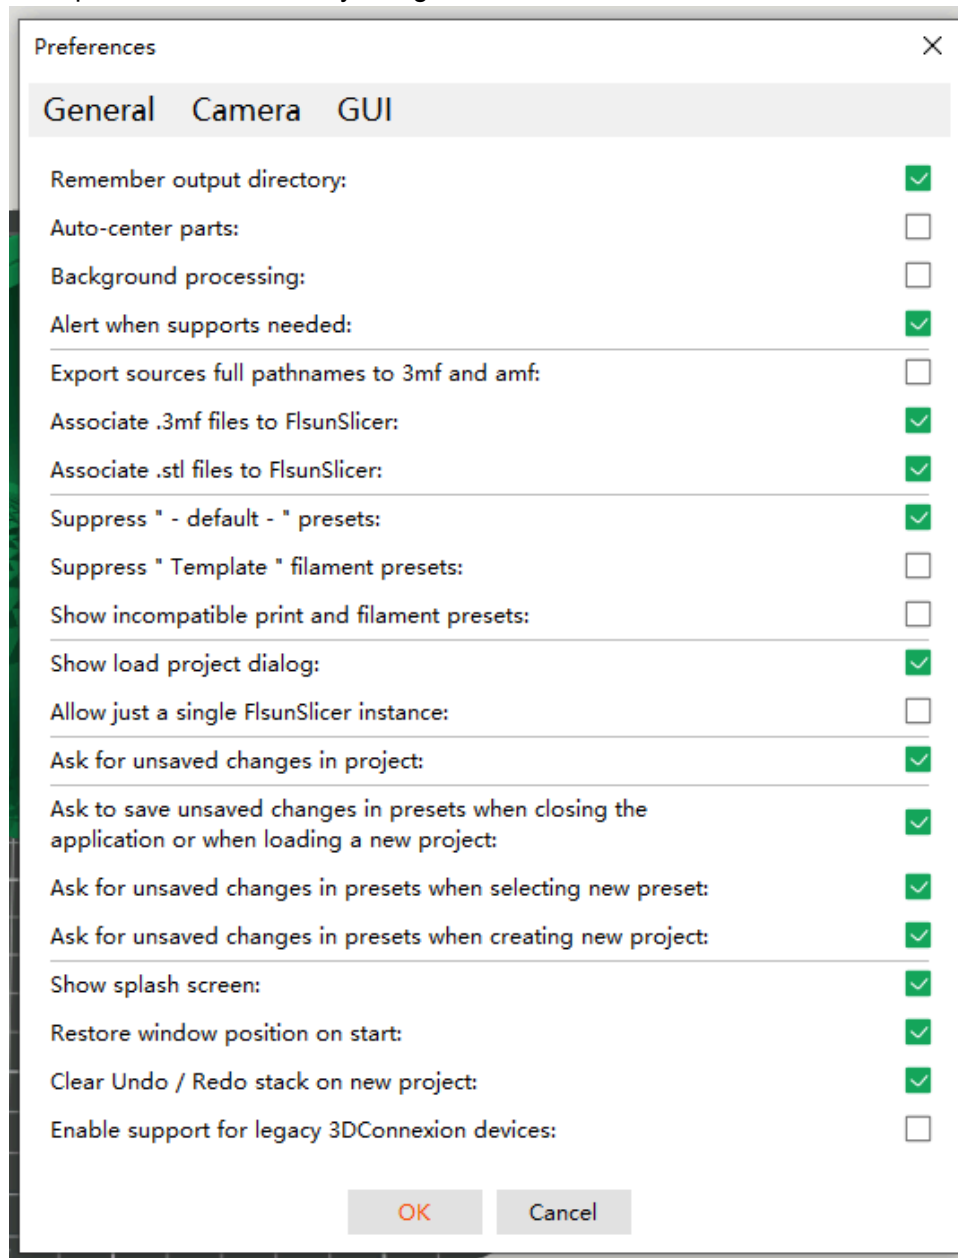 Preferences
General Camera GUI
Remember output directory:
Auto-center parts:
Background processing:
Alert when supports needed:
Export sources full pathnames to 3mf and amf:
Associate .3mf files to FlsunSlicer:
Associate .stl files to FlsunSlicer:
Suppress " - default - " presets:
Suppress " Template " filament presets:
Show incompatible print and filament presets:
Show load project dialog:
Allow just a single FlsunSlicer instance:
Ask for unsaved changes in project:
Ask to save unsaved changes in presets when closing the
application or when loading a new project:
Ask for unsaved changes in presets when selecting new preset:
Ask for unsaved changes in presets when creating new project:
Show splash screen:
Restore window position on start:
Clear Undo / Redo stack on new project:
Enable support for legacy 3DConnexion devices:
OK Cancel